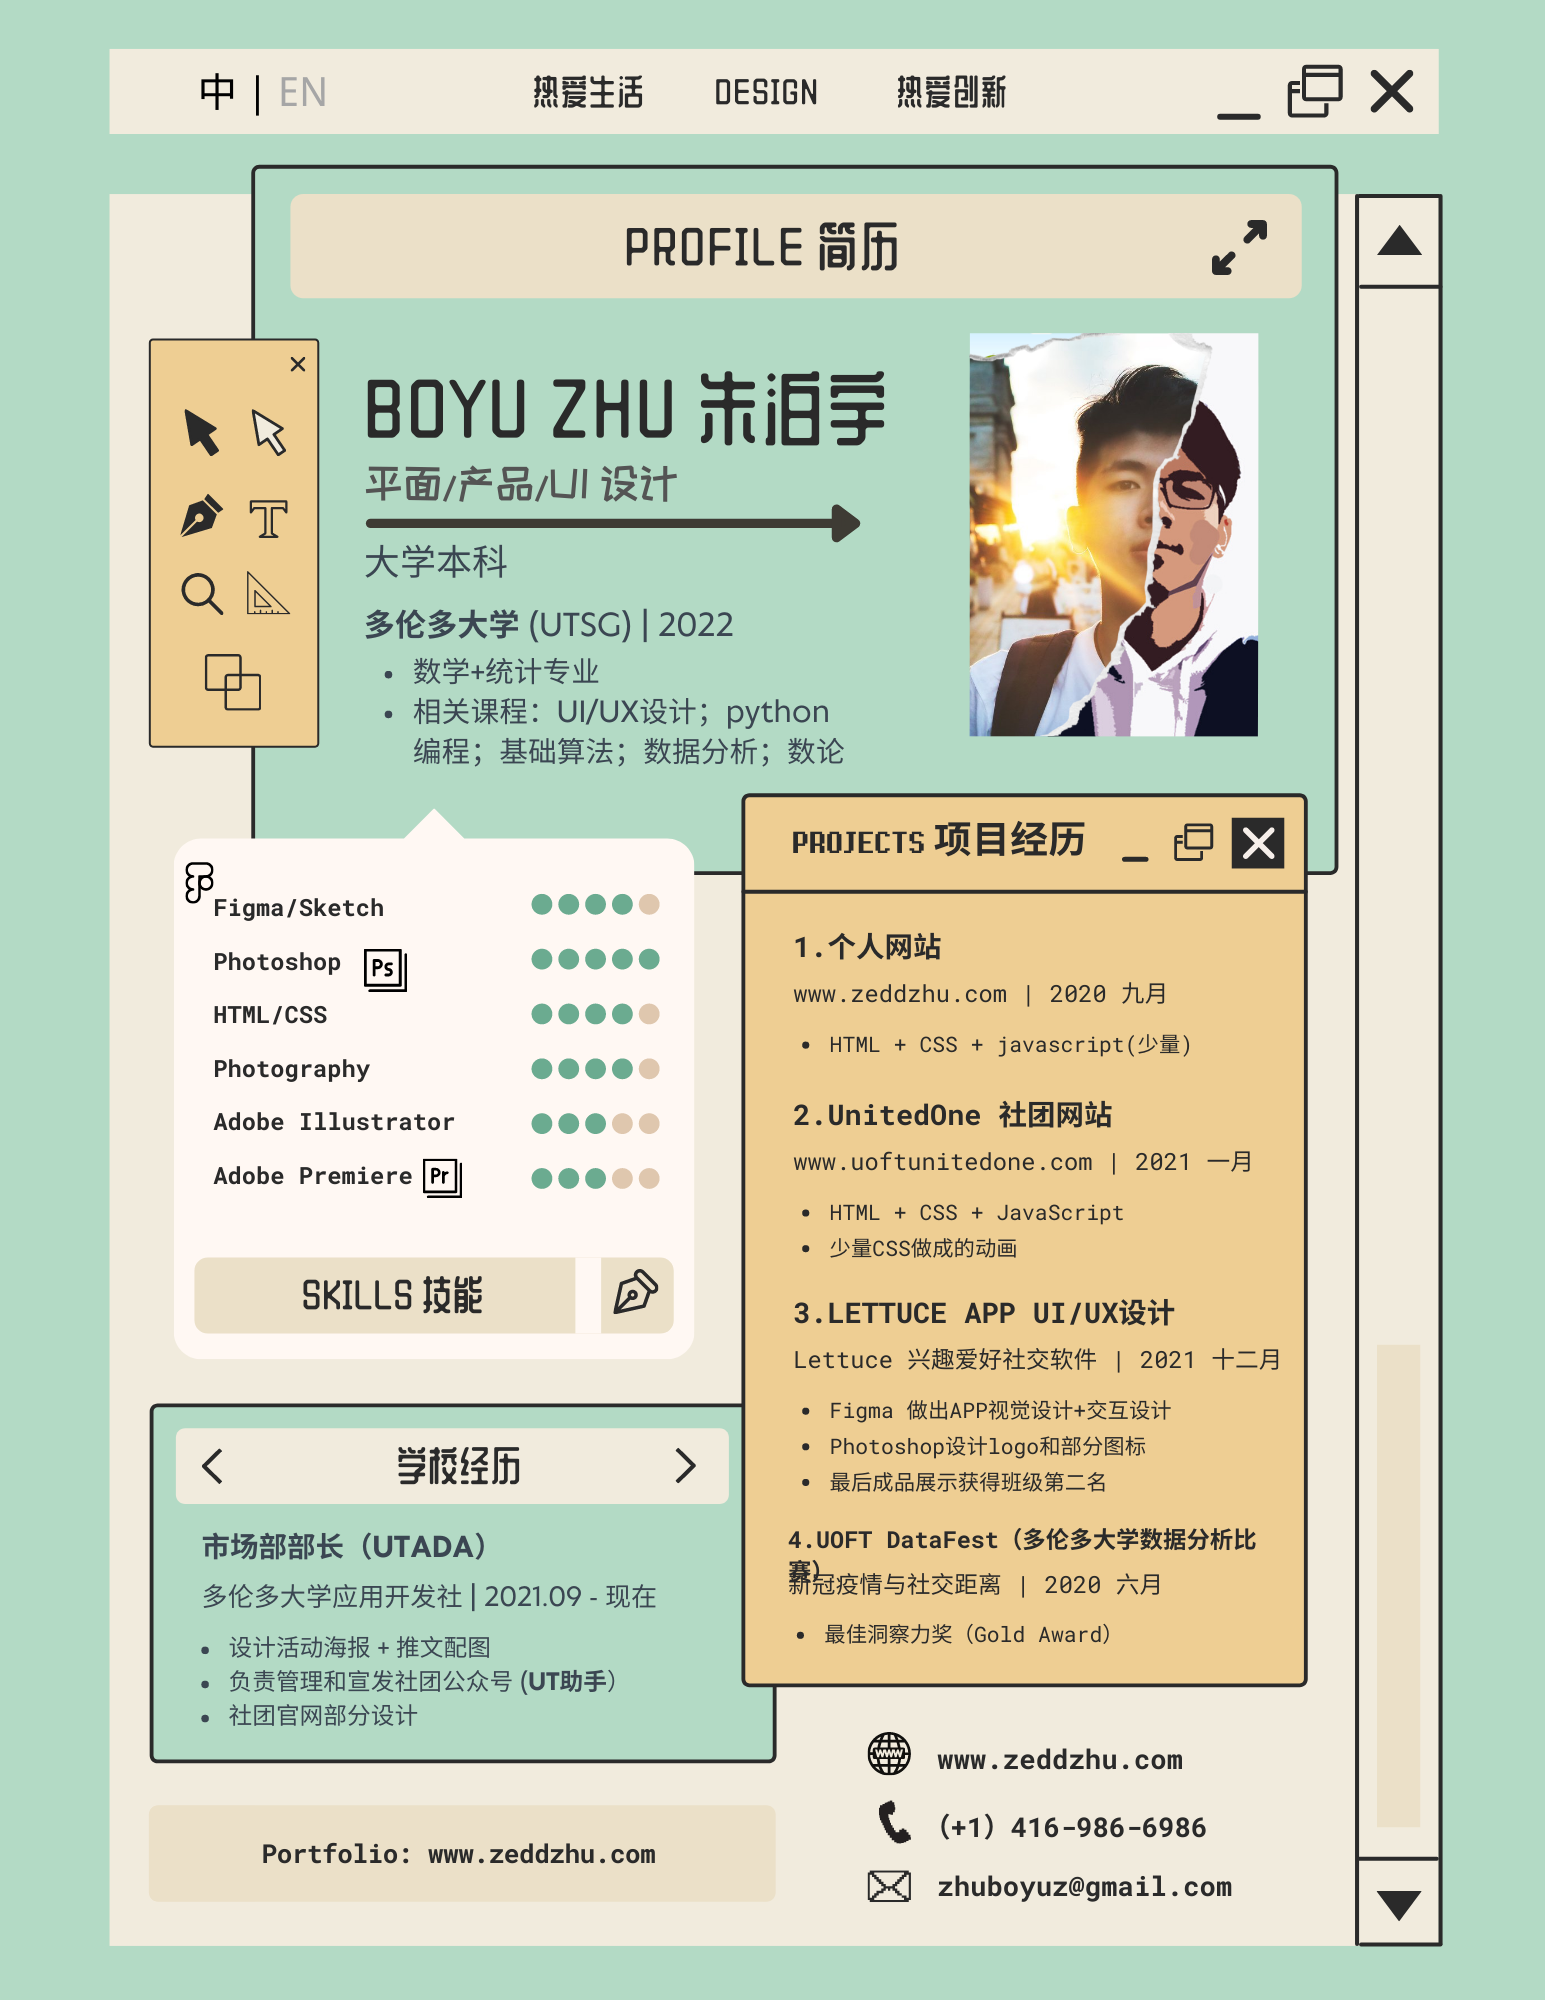 中 | EN
热爱生活 DESIGN 热爱创新
PROFILE 简历
BOYU ZHU 朱泊宇
平面/产品/UI 设计
大学本科
多伦多大学 (UTSG) | 2022
• 数学+统计专业
• 相关课程：UI/UX设计；python
编程；基础算法；数据分析；数论
Figma/Sketch
Photoshop Ps
HTML/CSS
Photography
Adobe Illustrator
Adobe Premiere Pr
SKILLS 技能
PROJECTS 项目经历
1.个人网站
www.zeddzhu.com | 2020 九月
• HTML + CSS + javascript(少量)
2.UnitedOne 社团网站
www.uoftunitedone.com | 2021 一月
• HTML + CSS + JavaScript
• 少量CSS做成的动画
3.LETTUCE APP UI/UX设计
Lettuce 兴趣爱好社交软件 | 2021 十二月
• Figma 做出APP视觉设计+交互设计
• Photoshop设计logo和部分图标
• 最后成品展示获得班级第二名
4.UOFT DataFest（多伦多大学数据分析比
赛）
新冠疫情与社交距离 | 2020 六月
• 最佳洞察力奖（Gold Award）
学校经历
市场部部长（UTADA）
多伦多大学应用开发社 | 2021.09 - 现在
• 设计活动海报 + 推文配图
• 负责管理和宣发社团公众号 (UT助手）
• 社团官网部分设计
Portfolio: www.zeddzhu.com
www.zeddzhu.com
（+1）416-986-6986
zhuboyuz@gmail.com